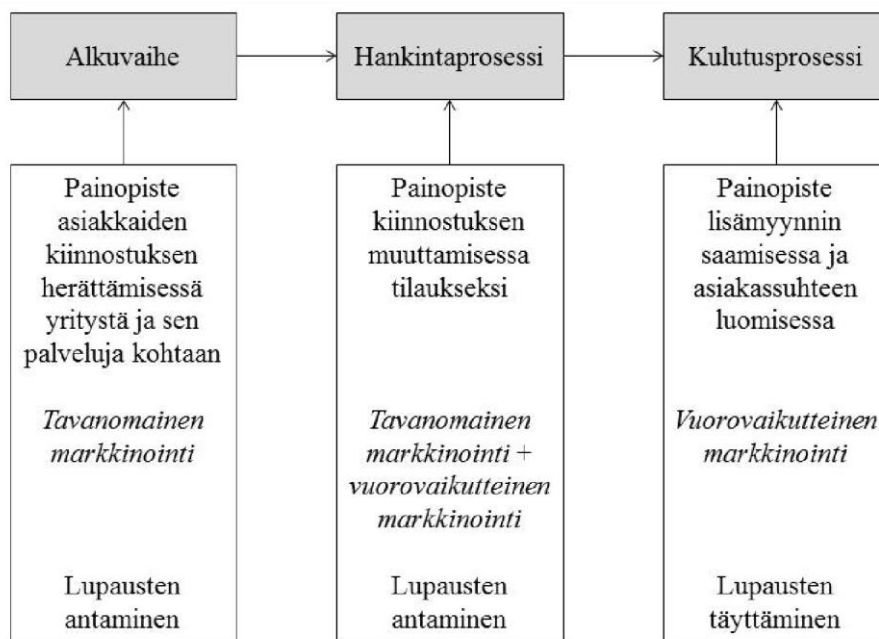 Alkuvaihe
Hankintaprosessi
Kulutusprosessi
Painopiste
asiakkaiden
kiinnostuksen
herättämisessä
yritystä ja sen
palveluja kohtaan
Tavanomainen
markkinointi
Lupausten
antaminen
Painopiste
kiinnostuksen
muuttamisessa
tilaukseksi
Tavanomainen
markkinointi +
vuorovaikutteinen
markkinointi
Lupausten
antaminen
Painopiste
lisämyynnin
saamisessa ja
asiakassuhteen
luomisessa
Vuorovaikutteinen
markkinointi
Lupausten
täyttäminen